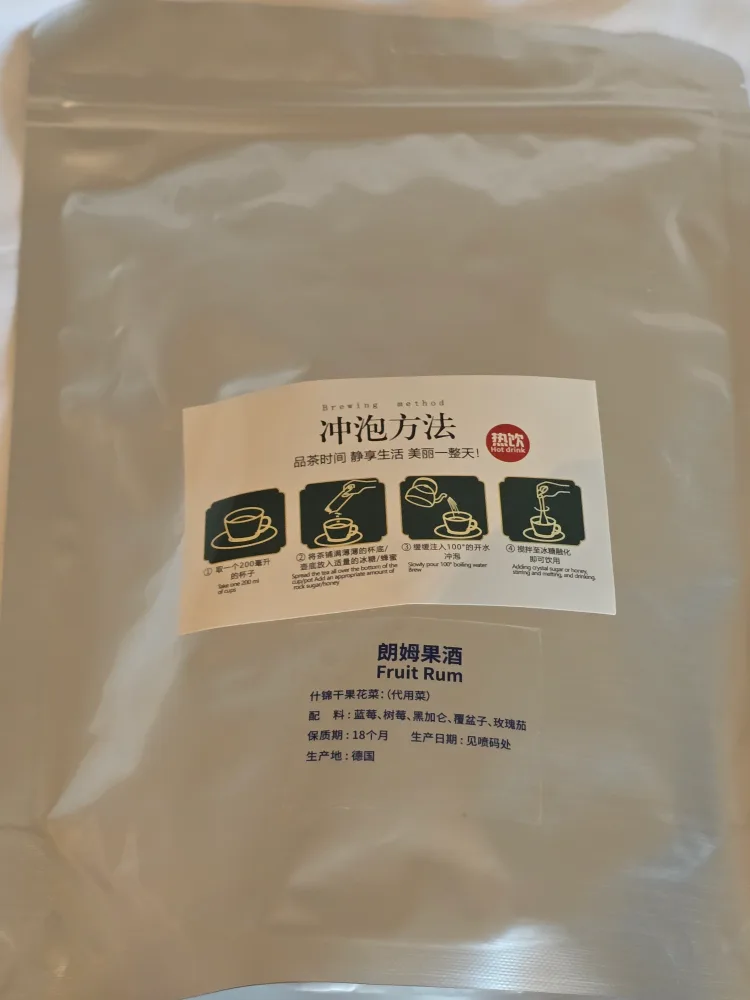 Brewing method
冲泡方法
热饮
Hot drink
品茶时间 静享生活 美丽一整天!
① 取一个200毫升
的杯子
Take one 200 ml
of cups
② 将茶铺满薄薄的杯底/
壶底放入适量的冰糖/蜂蜜
Spread the tea all over the bottom of the
cup/pot Add an appropriate amount of
rock sugar/honey
③ 缓缓注入100°的开水
冲泡
Slowly pour 100° boiling water
Brew
④ 搅拌至冰糖融化
即可饮用
Adding crystal sugar or honey,
stirring and melting, and drinking.
朗姆果酒
Fruit Rum
什锦干果花菜：（代用菜）
配 料：蓝莓、树莓、黑加仑、覆盆子、玫瑰茄
保质期：18个月 生产日期：见喷码处
生产地：德国